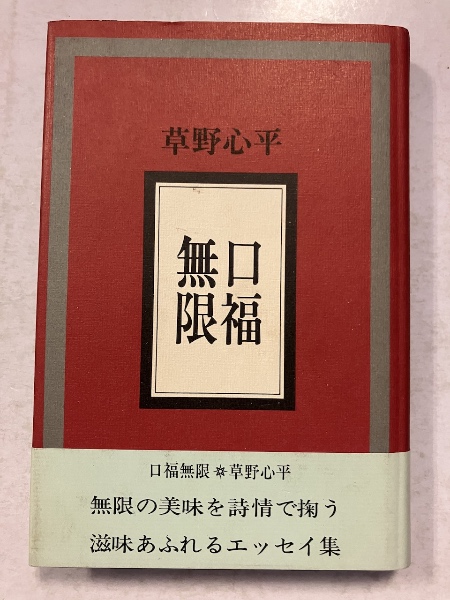 草野心平
口福
無限
口福無限✲草野心平
無限の美味を詩情で掬う
滋味あふれるエッセイ集